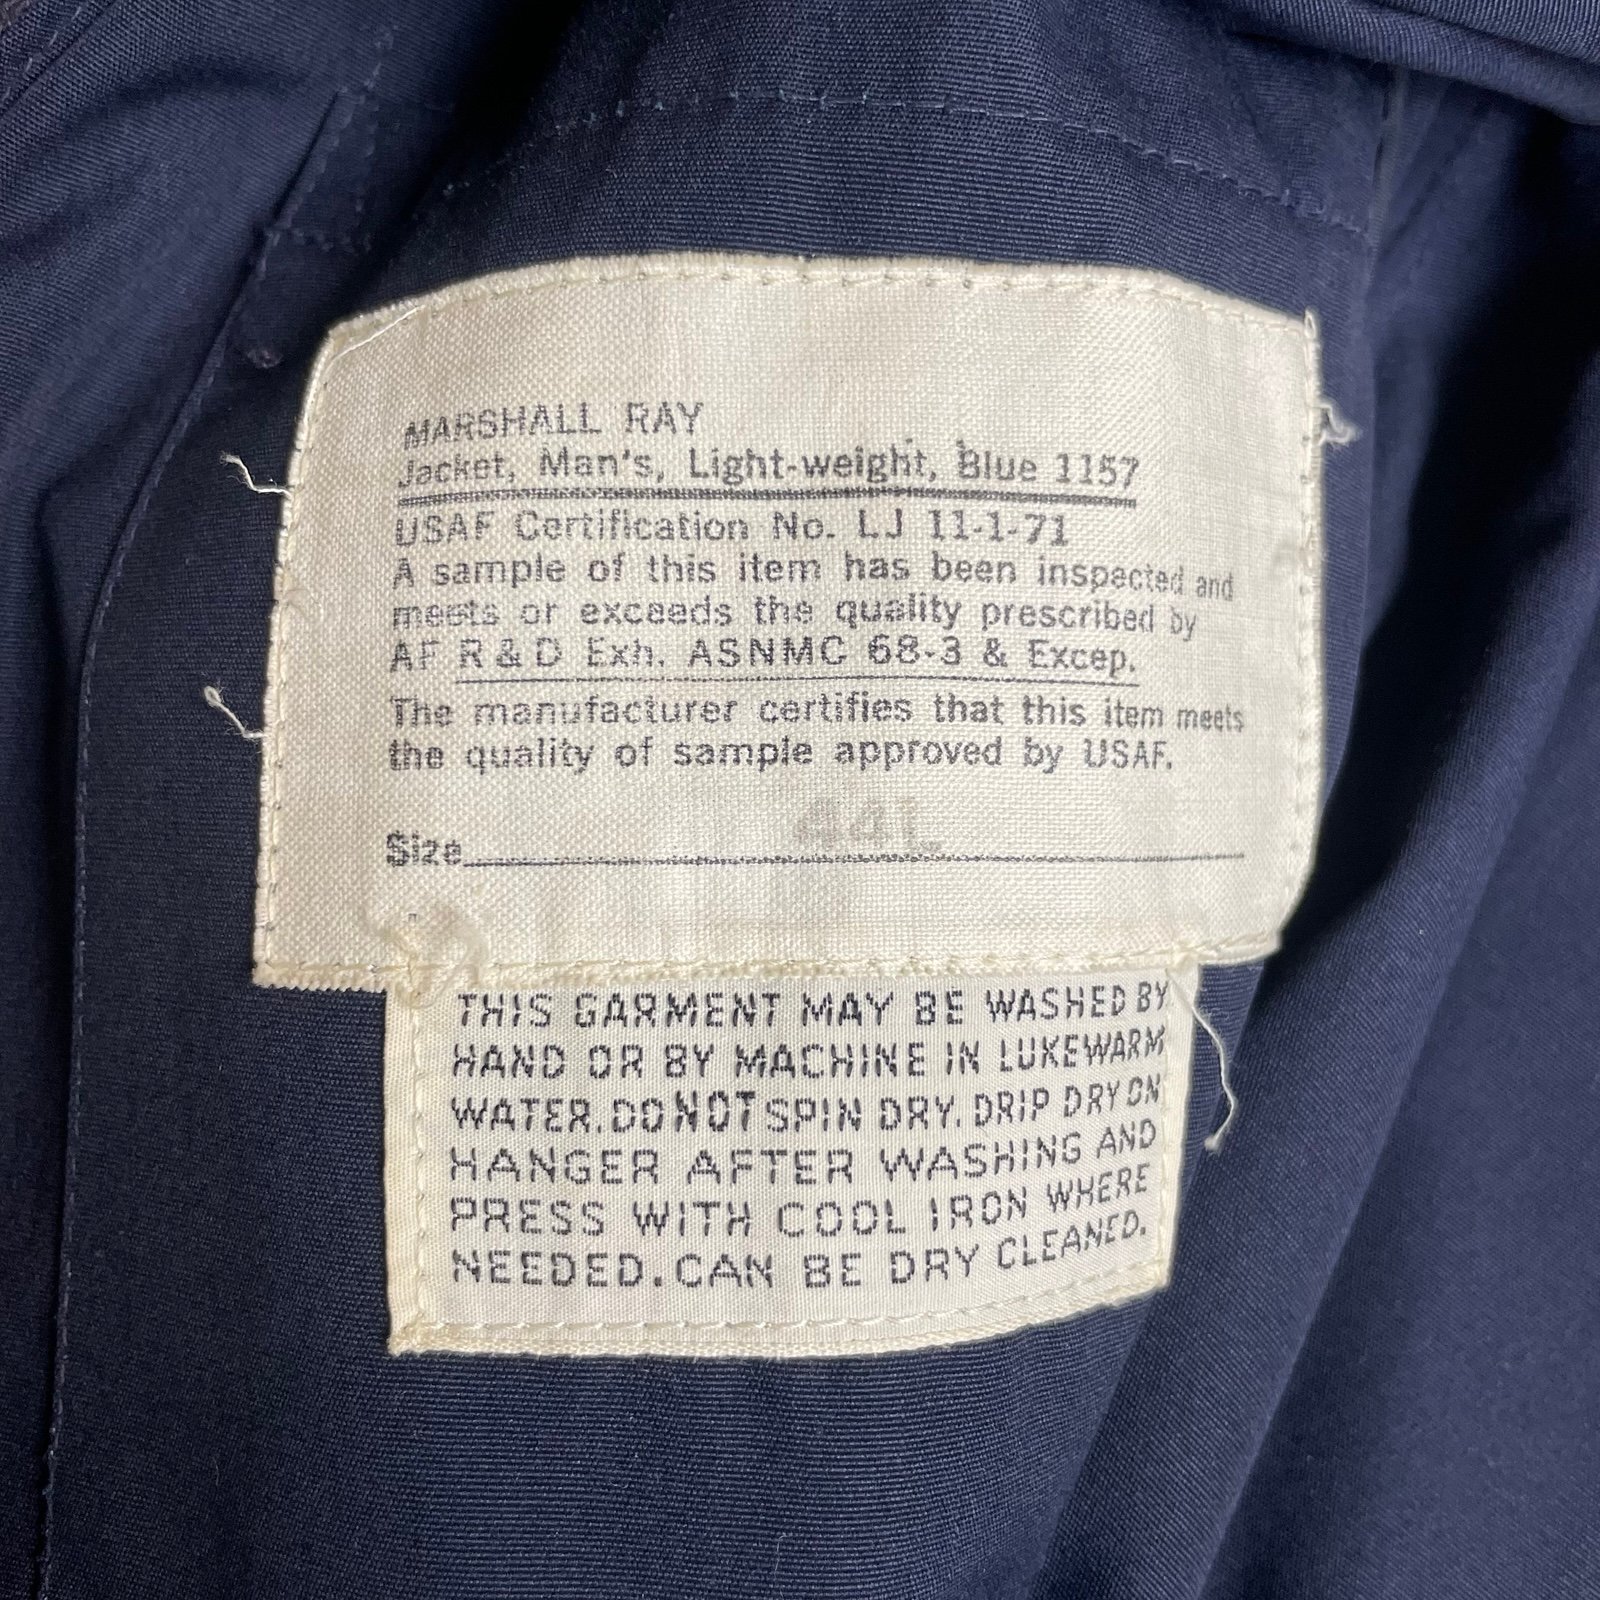 MARSHALL RAY
Jacket, Man's, Light-weight, Blue 1157
USAF Certification No. LJ 11-1-71
A sample of this item has been inspected and
meets or exceeds the quality prescribed by
AF R & D Exh. ASNMC 68-3 & Excep.
The manufacturer certifies that this item meets
the quality of sample approved by USAF.
Size 44L
THIS GARMENT MAY BE WASHED BY
HAND OR BY MACHINE IN LUKEWARM
WATER. DO NOT SPIN DRY. DRIP DRY ON
HANGER AFTER WASHING AND
PRESS WITH COOL IRON WHERE
NEEDED. CAN BE DRY CLEANED.